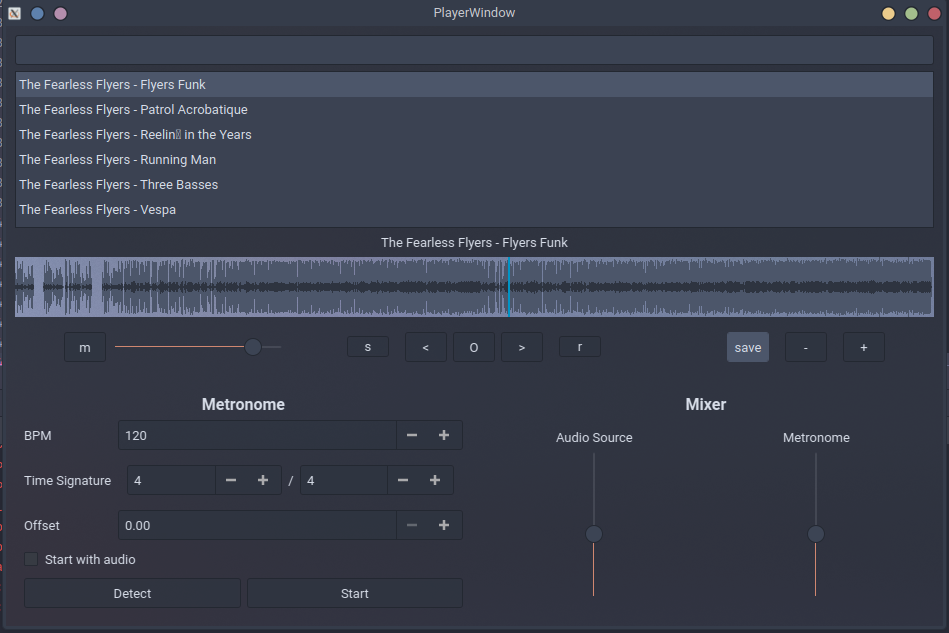 PlayerWindow
The Fearless Flyers - Flyers Funk
The Fearless Flyers - Patrol Acrobatique
The Fearless Flyers - Reelin▯ in the Years
The Fearless Flyers - Running Man
The Fearless Flyers - Three Basses
The Fearless Flyers - Vespa
The Fearless Flyers - Flyers Funk
m s < O > r save - +
Metronome Mixer
BPM 120 Audio Source Metronome
Time Signature 4 / 4
Offset 0.00
Start with audio
Detect Start